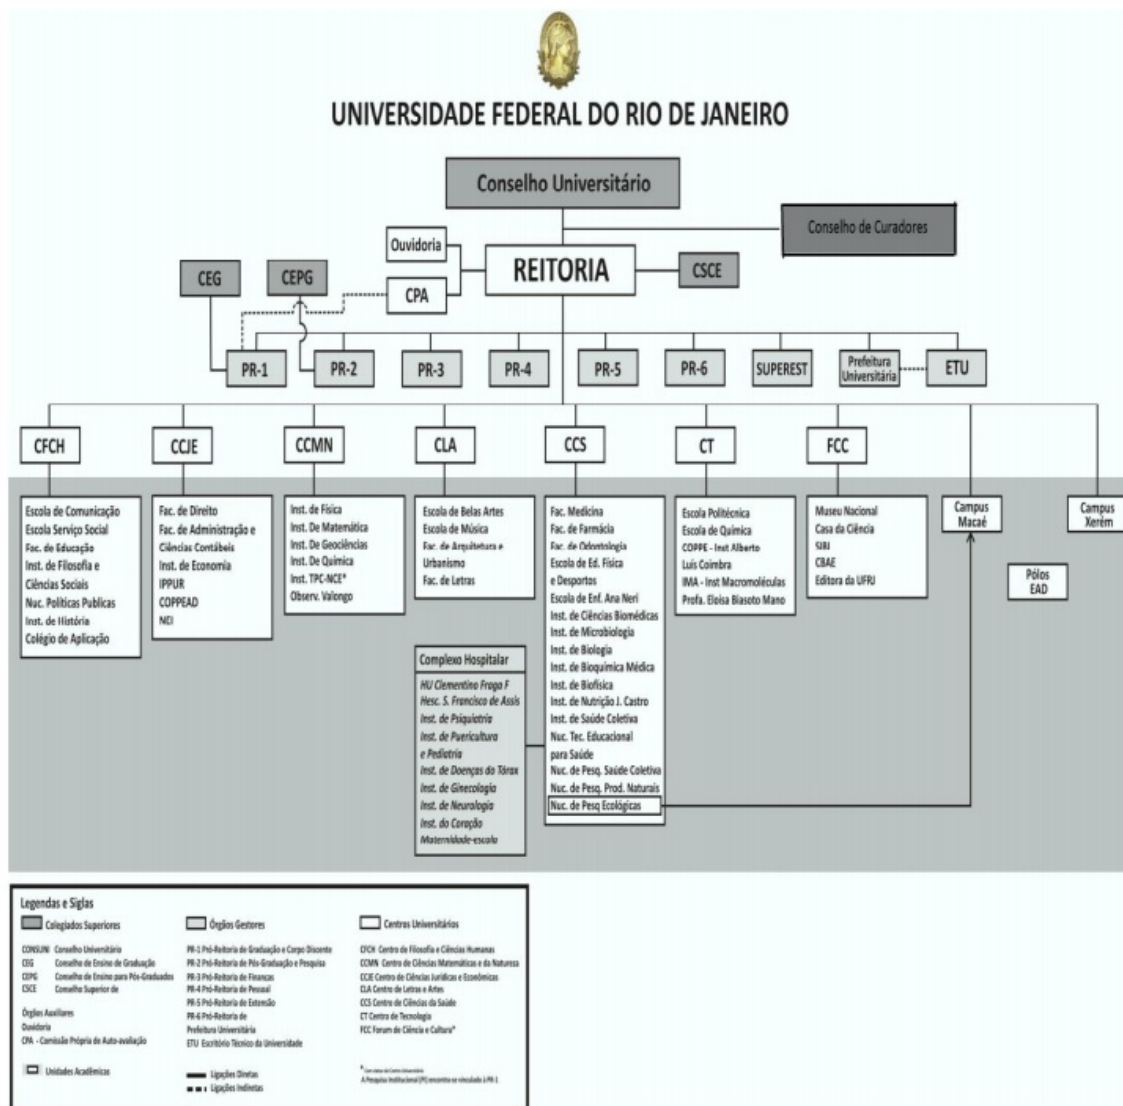 UNIVERSIDADE FEDERAL DO RIO DE JANEIRO
Conselho Universitário
Conselho de Curadores
Ouvidoria
REITORIA
CSCE
CEG
CEPG
CPA
PR-1
PR-2
PR-3
PR-4
PR-5
PR-6
SUPEREST
Prefeitura
Universitária
ETU
CFCH
CCJE
CCMN
CLA
CCS
CT
FCC
Campus
Macaé
Campus
Xerém
Pólos
EAD
Escola de Comunicação
Escola Serviço Social
Fac. de Educação
Inst. de Filosofia e
Ciências Sociais
Nuc. Políticas Publicas
Inst. de História
Colégio de Aplicação
Fac. de Direito
Fac. de Administração e
Ciências Contábeis
Inst. de Economia
IPPUR
COPPEAD
NEI
Inst. de Física
Inst. De Matemática
Inst. De Geociências
Inst. De Química
Inst. TPC-NCE*
Observ. Valongo
Escola de Belas Artes
Escola de Música
Fac. de Arquitetura e
Urbanismo
Fac. de Letras
Fac. Medicina
Fac. de Farmácia
Fac. de Odontologia
Escola de Ed. Física
e Desportos
Escola de Enf. Ana Neri
Inst. de Ciências Biomédicas
Inst. de Microbiologia
Inst. de Biologia
Inst. de Bioquímica Médica
Inst. de Biofísica
Inst. de Nutrição J. Castro
Inst. de Saúde Coletiva
Nuc. Tec. Educacional
para Saúde
Nuc. de Pesq. Saúde Coletiva
Nuc. de Pesq. Prod. Naturais
Nuc. de Pesq Ecológicas
Escola Politécnica
Escola de Química
COPPE - Inst Alberto
Luis Coimbra
IMA - Inst Macromoléculas
Profa. Eloisa Biasoto Mano
Museu Nacional
Casa da Ciência
SIBI
CBAE
Editora da UFRJ
Complexo Hospitalar
HU Clementino Fraga F
Hesc. S. Francisco de Assis
Inst. de Psiquiatria
Inst. de Puericultura
e Pediatria
Inst. de Doenças do Tórax
Inst. de Ginecologia
Inst. de Neurologia
Inst. do Coração
Maternidade-escola
Legendas e Siglas
Colegiados Superiores
CONSUNI Conselho Universitário
CEG Conselho de Ensino de Graduação
CEPG Conselho de Ensino para Pós-Graduados
CSCE Conselho Superior de
Órgãos Auxiliares
Ouvidoria
CPA - Comissão Própria de Auto-avaliação
Unidades Acadêmicas
Órgãos Gestores
PR-1 Pró-Reitoria de Graduação e Corpo Discente
PR-2 Pró-Reitoria de Pós-Graduação e Pesquisa
PR-3 Pró-Reitoria de Finanças
PR-4 Pró-Reitoria de Pessoal
PR-5 Pró-Reitoria de Extensão
PR-6 Pró-Reitoria de
Prefeitura Universitária
ETU Escritório Técnico da Universidade
Ligações Diretas
Ligações Indiretas
Centros Universitários
CFCH Centro de Filosofia e Ciências Humanas
CCMN Centro de Ciências Matemáticas e da Natureza
CCJE Centro de Ciências Jurídicas e Econômicas
CLA Centro de Letras e Artes
CCS Centro de Ciências da Saúde
CT Centro de Tecnologia
FCC Forum de Ciência e Cultura*
* Com status de Centro Universitário
A Pesquisa Institucional (PI) encontra-se vinculado à PR-1